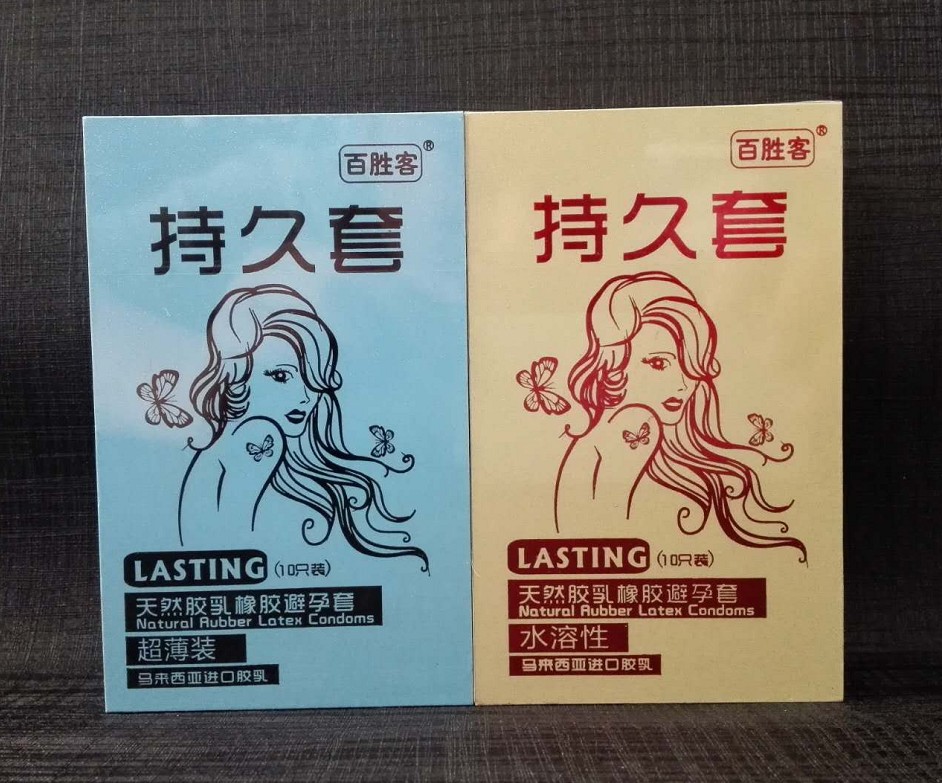 百胜客®
持久套
LASTING (10只装)
天然胶乳橡胶避孕套
Natural Rubber Latex Condoms
超薄装
马来西亚进口胶乳
百胜客®
持久套
LASTING (10只装)
天然胶乳橡胶避孕套
Natural Rubber Latex Condoms
水溶性
马来西亚进口胶乳